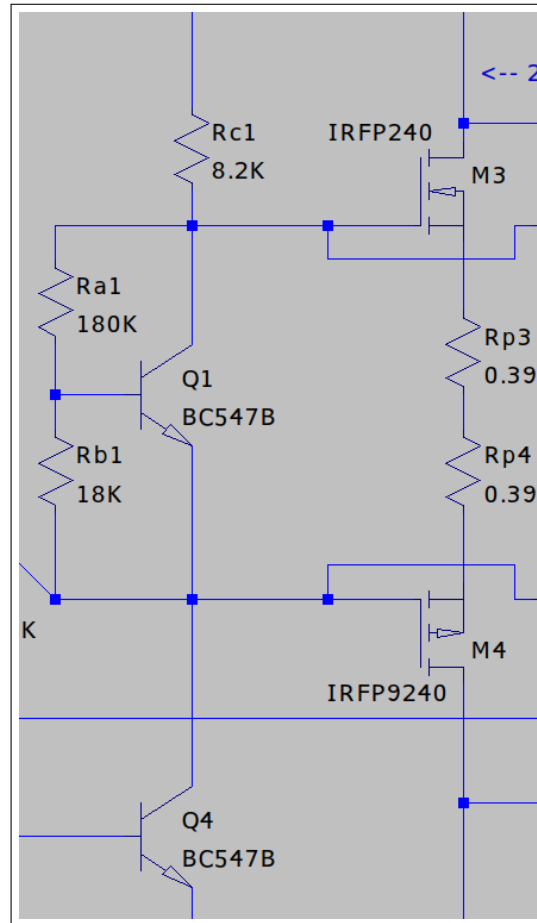 <-- 2
Rc1
8.2K
IRFP240
M3
Ra1
180K
Rp3
0.39
Q1
BC547B
Rb1
18K
Rp4
0.39
K
M4
IRFP9240
Q4
BC547B